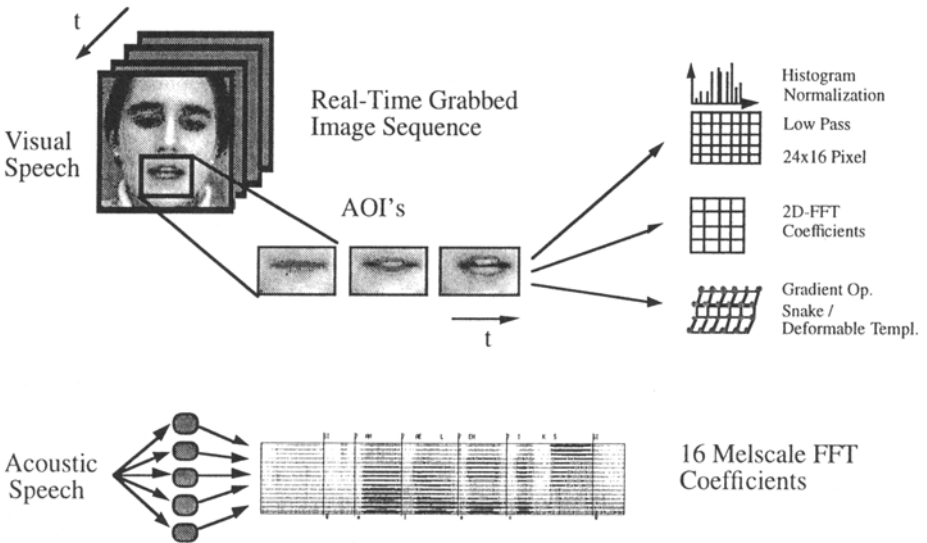 t
Visual
Speech
Real-Time Grabbed
Image Sequence
AOI's
t
Histogram
Normalization
Low Pass
24x16 Pixel
2D-FFT
Coefficients
Gradient Op.
Snake /
Deformable Templ.
Acoustic
Speech
16 Melscale FFT
Coefficients